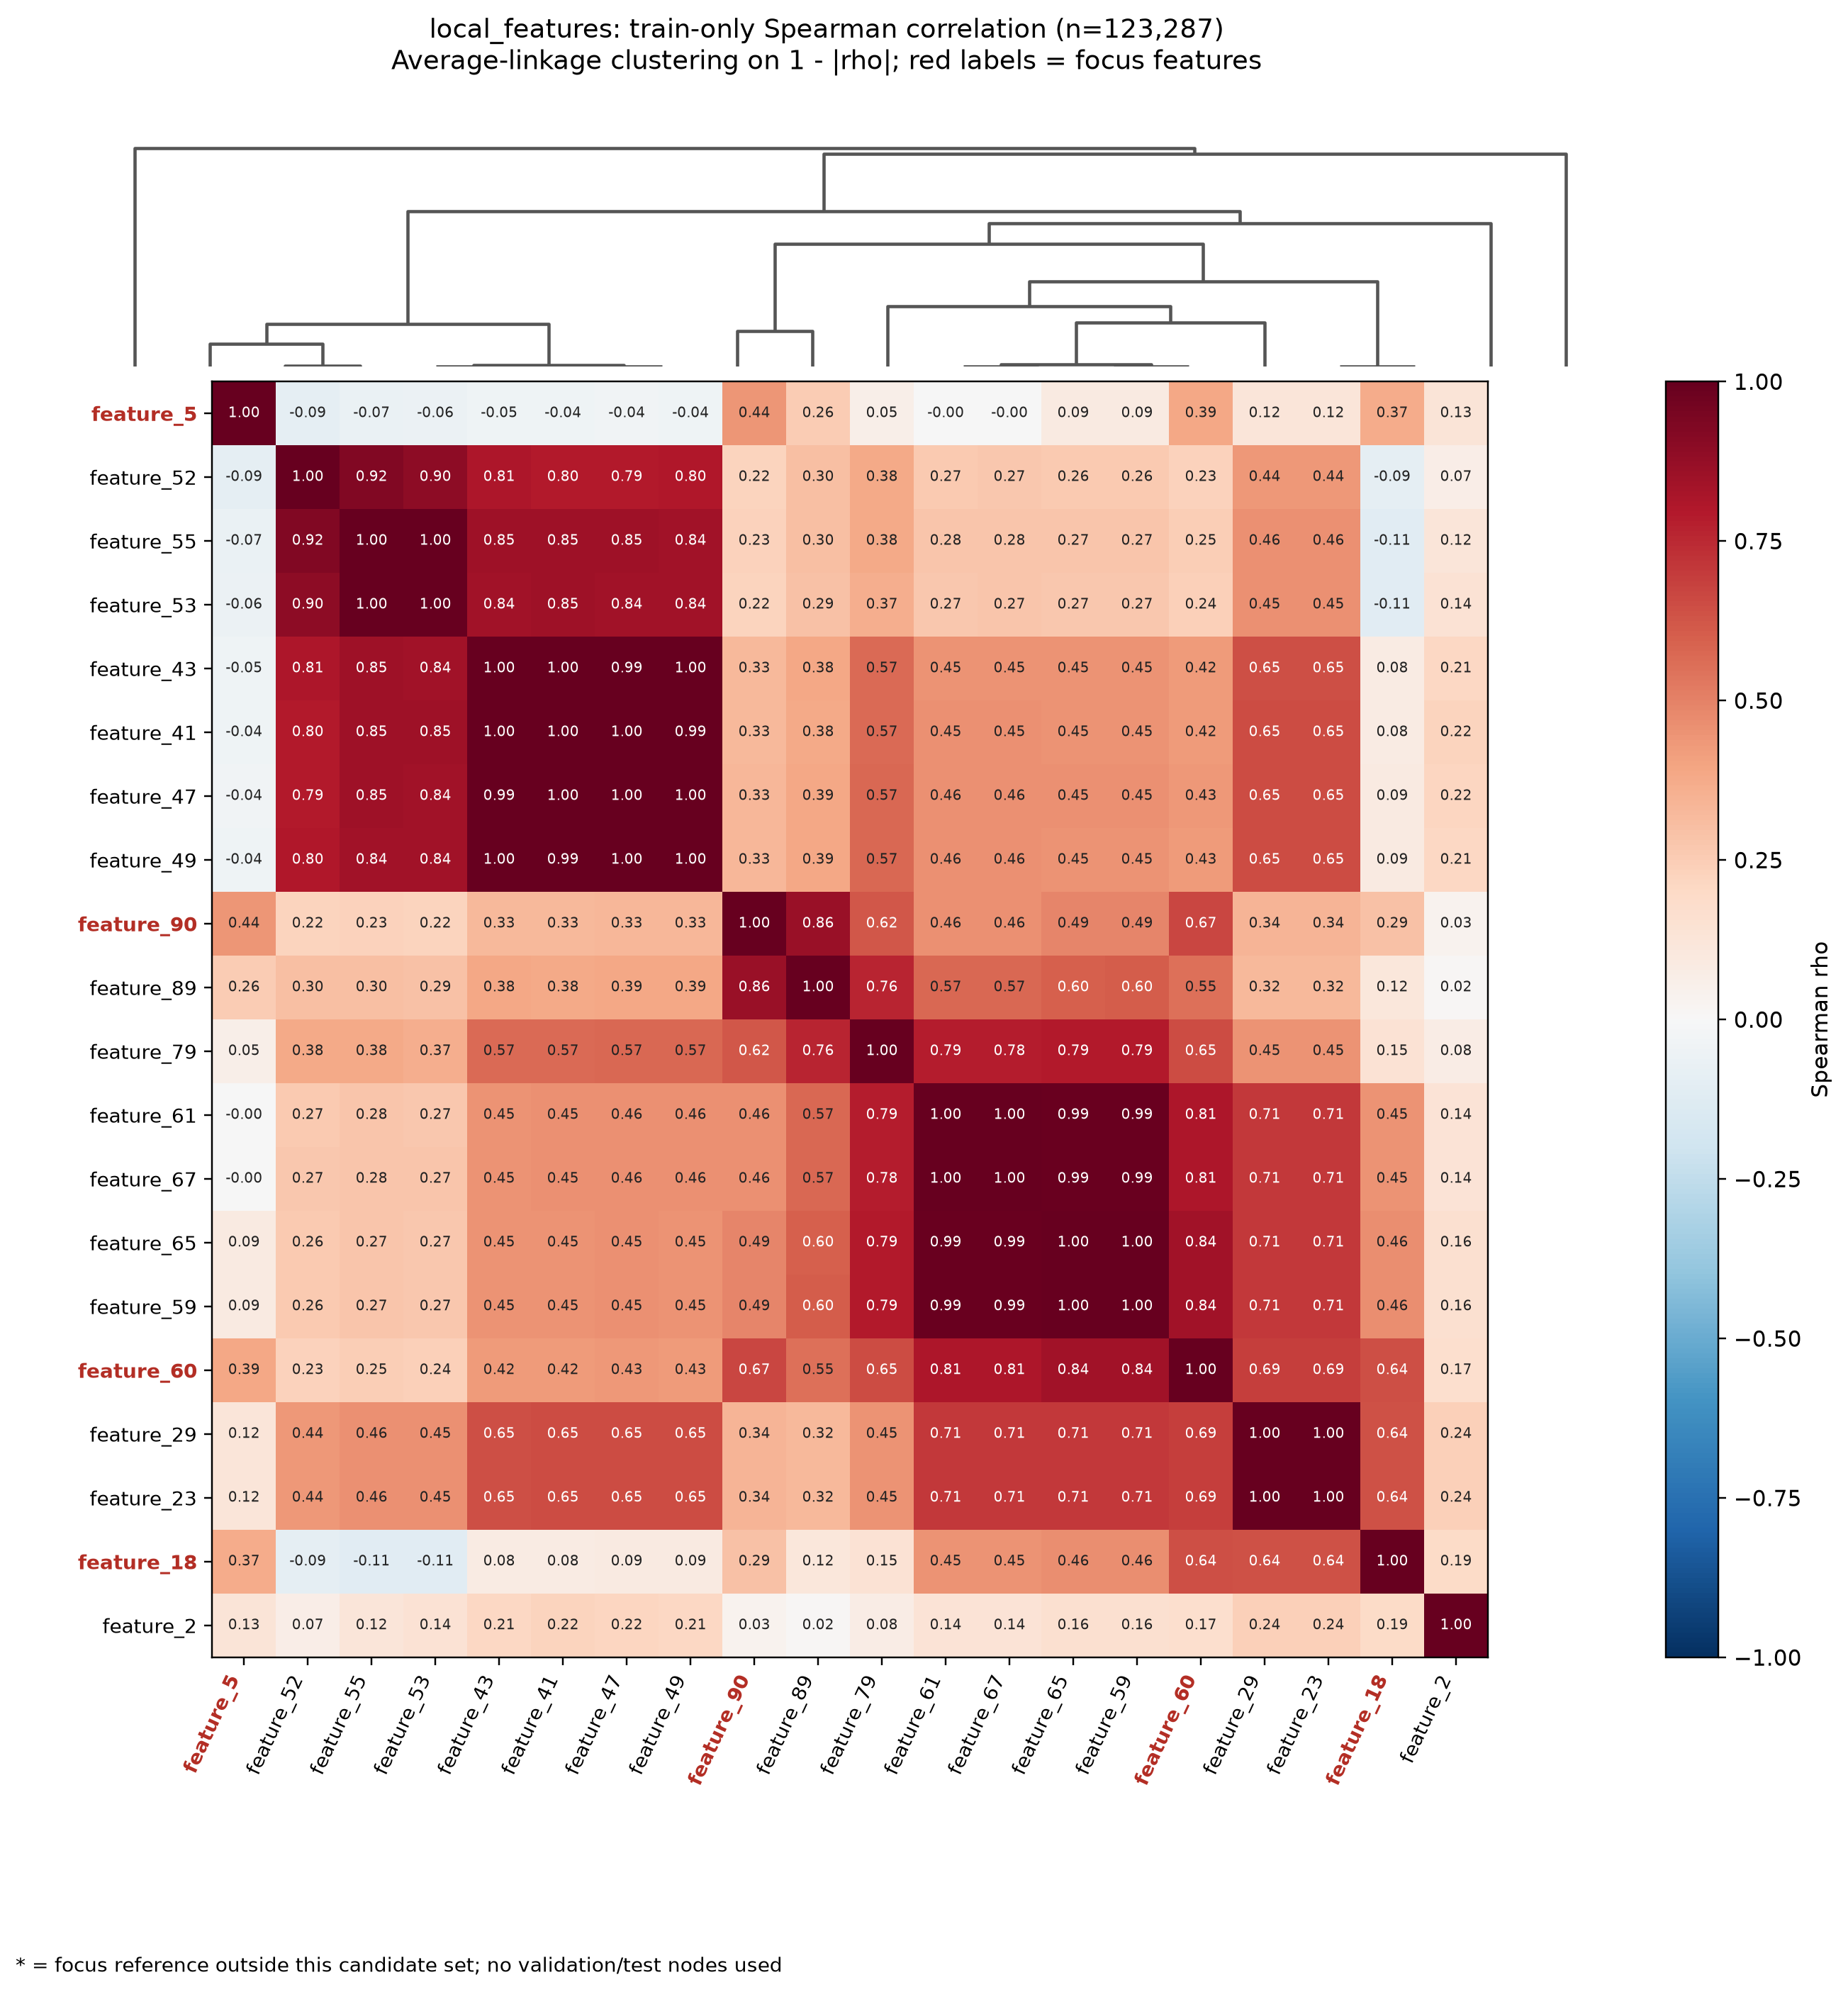 local_features: train-only Spearman correlation (n=123,287)
Average-linkage clustering on 1 - |rho|; red labels = focus features
feature_5 1.00 -0.09 -0.07 -0.06 -0.05 -0.04 -0.04 -0.04 0.44 0.26 0.05 -0.00 -0.00 0.09 0.09 0.39 0.12 0.12 0.37 0.13
feature_52 -0.09 1.00 0.92 0.90 0.81 0.80 0.79 0.80 0.22 0.30 0.38 0.27 0.27 0.26 0.26 0.23 0.44 0.44 -0.09 0.07
feature_55 -0.07 0.92 1.00 1.00 0.85 0.85 0.85 0.84 0.23 0.30 0.38 0.28 0.28 0.27 0.27 0.25 0.46 0.46 -0.11 0.12
feature_53 -0.06 0.90 1.00 1.00 0.84 0.85 0.84 0.84 0.22 0.29 0.37 0.27 0.27 0.27 0.27 0.24 0.45 0.45 -0.11 0.14
feature_43 -0.05 0.81 0.85 0.84 1.00 1.00 0.99 1.00 0.33 0.38 0.57 0.45 0.45 0.45 0.45 0.42 0.65 0.65 0.08 0.21
feature_41 -0.04 0.80 0.85 0.85 1.00 1.00 1.00 0.99 0.33 0.38 0.57 0.45 0.45 0.45 0.45 0.42 0.65 0.65 0.08 0.22
feature_47 -0.04 0.79 0.85 0.84 0.99 1.00 1.00 1.00 0.33 0.39 0.57 0.46 0.46 0.45 0.45 0.43 0.65 0.65 0.09 0.22
feature_49 -0.04 0.80 0.84 0.84 1.00 0.99 1.00 1.00 0.33 0.39 0.57 0.46 0.46 0.45 0.45 0.43 0.65 0.65 0.09 0.21
feature_90 0.44 0.22 0.23 0.22 0.33 0.33 0.33 0.33 1.00 0.86 0.62 0.46 0.46 0.49 0.49 0.67 0.34 0.34 0.29 0.03
feature_89 0.26 0.30 0.30 0.29 0.38 0.38 0.39 0.39 0.86 1.00 0.76 0.57 0.57 0.60 0.60 0.55 0.32 0.32 0.12 0.02
feature_79 0.05 0.38 0.38 0.37 0.57 0.57 0.57 0.57 0.62 0.76 1.00 0.79 0.78 0.79 0.79 0.65 0.45 0.45 0.15 0.08
feature_61 -0.00 0.27 0.28 0.27 0.45 0.45 0.46 0.46 0.46 0.57 0.79 1.00 1.00 0.99 0.99 0.81 0.71 0.71 0.45 0.14
feature_67 -0.00 0.27 0.28 0.27 0.45 0.45 0.46 0.46 0.46 0.57 0.78 1.00 1.00 0.99 0.99 0.81 0.71 0.71 0.45 0.14
feature_65 0.09 0.26 0.27 0.27 0.45 0.45 0.45 0.45 0.49 0.60 0.79 0.99 0.99 1.00 1.00 0.84 0.71 0.71 0.46 0.16
feature_59 0.09 0.26 0.27 0.27 0.45 0.45 0.45 0.45 0.49 0.60 0.79 0.99 0.99 1.00 1.00 0.84 0.71 0.71 0.46 0.16
feature_60 0.39 0.23 0.25 0.24 0.42 0.42 0.43 0.43 0.67 0.55 0.65 0.81 0.81 0.84 0.84 1.00 0.69 0.69 0.64 0.17
feature_29 0.12 0.44 0.46 0.45 0.65 0.65 0.65 0.65 0.34 0.32 0.45 0.71 0.71 0.71 0.71 0.69 1.00 1.00 0.64 0.24
feature_23 0.12 0.44 0.46 0.45 0.65 0.65 0.65 0.65 0.34 0.32 0.45 0.71 0.71 0.71 0.71 0.69 1.00 1.00 0.64 0.24
feature_18 0.37 -0.09 -0.11 -0.11 0.08 0.08 0.09 0.09 0.29 0.12 0.15 0.45 0.45 0.46 0.46 0.64 0.64 0.64 1.00 0.19
feature_2 0.13 0.07 0.12 0.14 0.21 0.22 0.22 0.21 0.03 0.02 0.08 0.14 0.14 0.16 0.16 0.17 0.24 0.24 0.19 1.00
feature_5 feature_52 feature_55 feature_53 feature_43 feature_41 feature_47 feature_49 feature_90 feature_89 feature_79 feature_61 feature_67 feature_65 feature_59 feature_60 feature_29 feature_23 feature_18 feature_2
1.00
0.75
0.50
0.25
0.00
−0.25
−0.50
−0.75
−1.00
Spearman rho
* = focus reference outside this candidate set; no validation/test nodes used